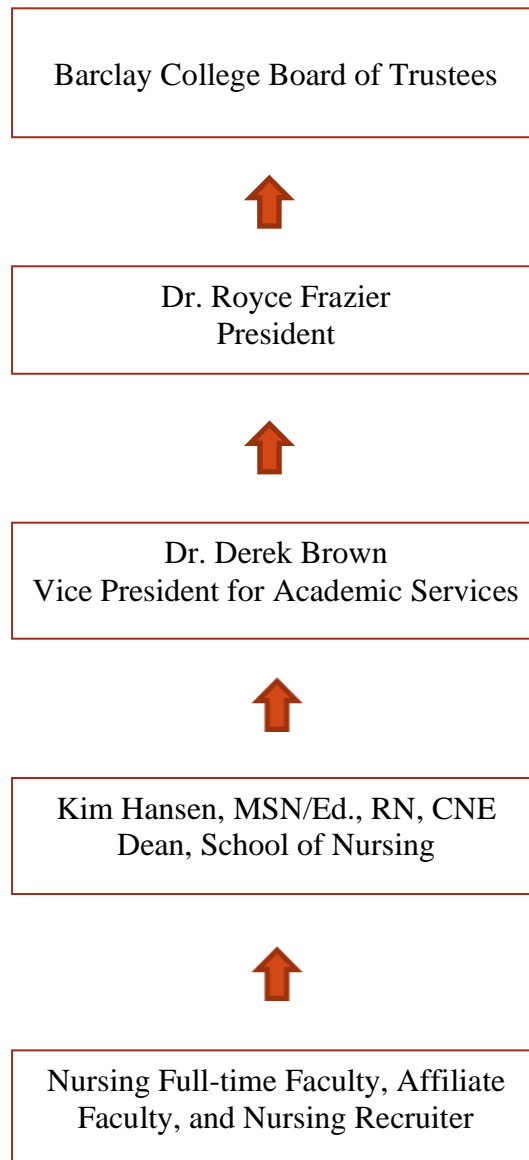 Barclay College Board of Trustees
Dr. Royce Frazier
President
Dr. Derek Brown
Vice President for Academic Services
Kim Hansen, MSN/Ed., RN, CNE
Dean, School of Nursing
Nursing Full-time Faculty, Affiliate
Faculty, and Nursing Recruiter